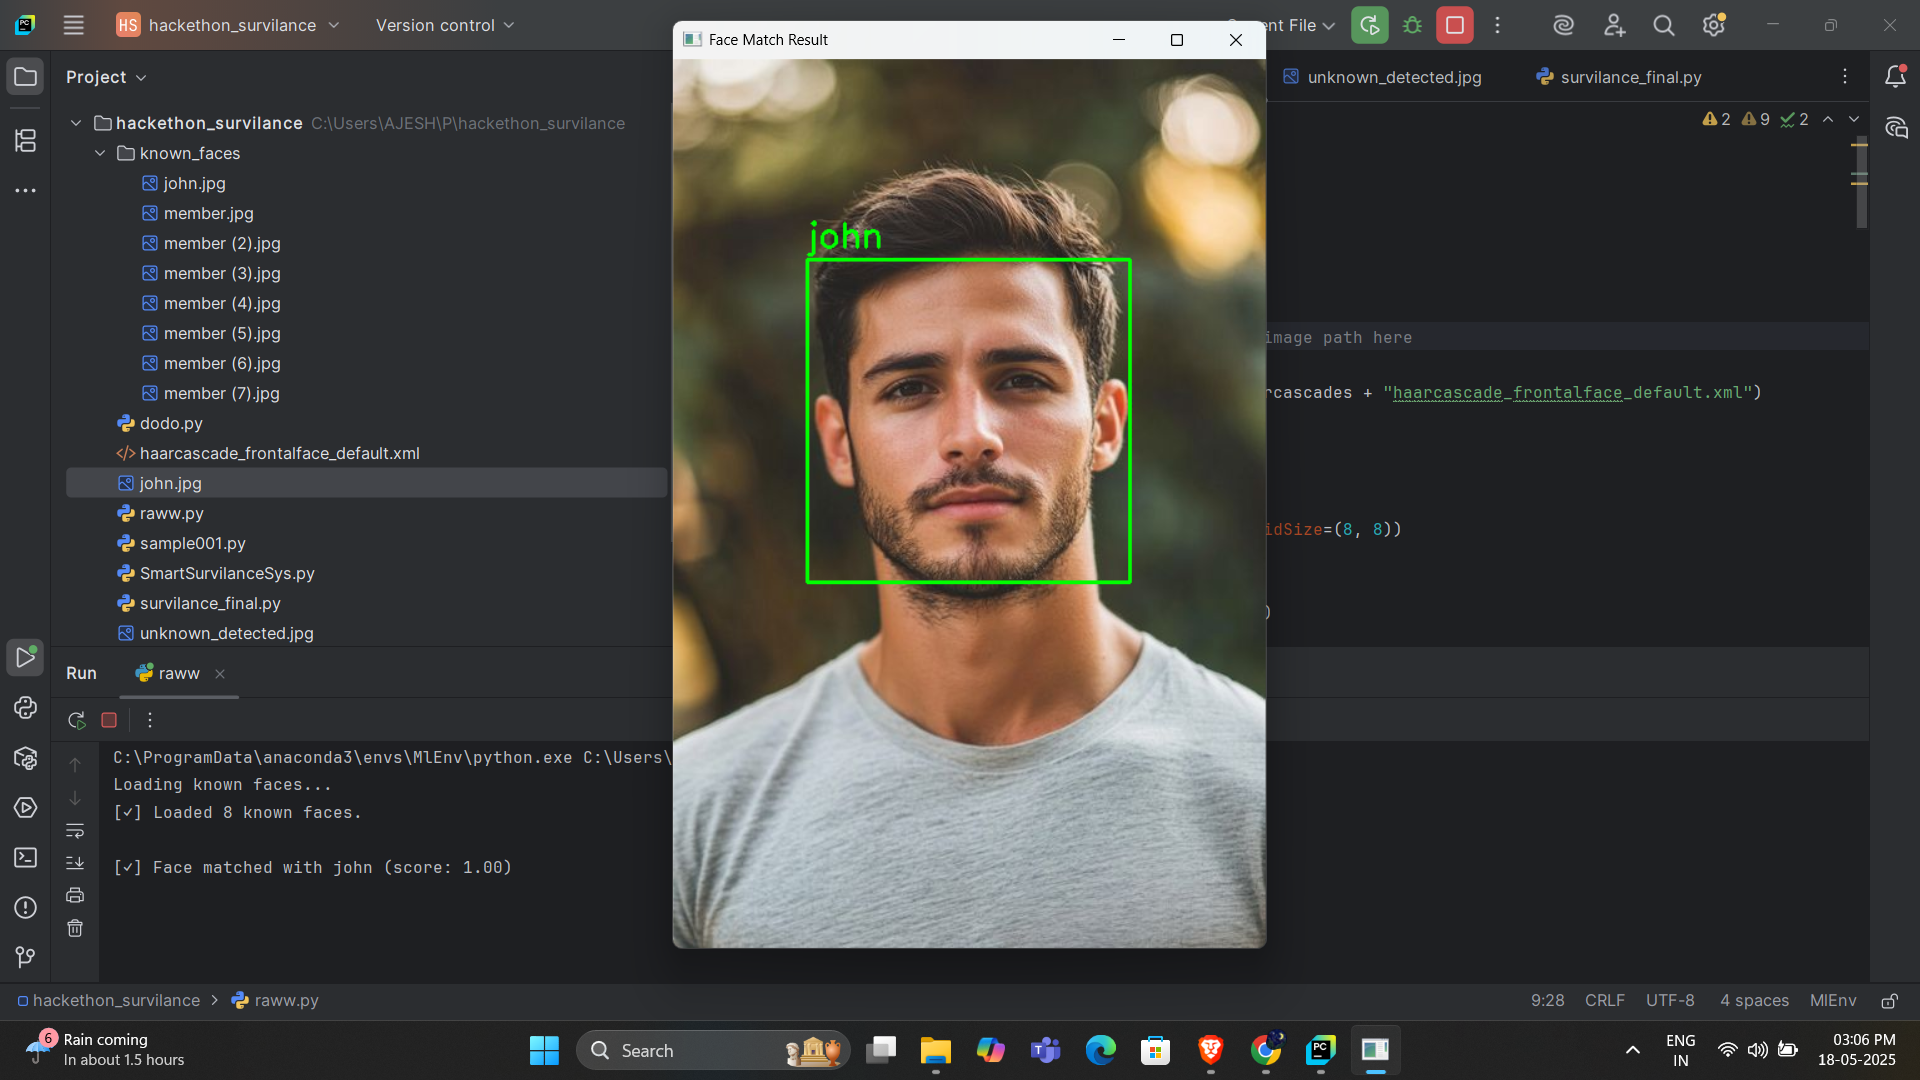 PC
HS hackethon_survilance
Version control
ent File
Face Match Result
Project
unknown_detected.jpg
survilance_final.py
hackethon_survilance C:\Users\AJESH\P\hackethon_survilance
2 9 2
known_faces
john.jpg
member.jpg
member (2).jpg
member (3).jpg
member (4).jpg
member (5).jpg
member (6).jpg
member (7).jpg
dodo.py
haarcascade_frontalface_default.xml
john.jpg
raww.py
sample001.py
SmartSurvilanceSys.py
survilance_final.py
unknown_detected.jpg
john
image path here
rcascades + "haarcascade_frontalface_default.xml")
idSize=(8, 8))
)
Run
raww
C:\ProgramData\anaconda3\envs\MlEnv\python.exe C:\Users\
Loading known faces...
[✓] Loaded 8 known faces.
[✓] Face matched with john (score: 1.00)
hackethon_survilance > raww.py
9:28 CRLF UTF-8 4 spaces MlEnv
6
Rain coming
In about 1.5 hours
Search
PC
ENG
IN
03:06 PM
18-05-2025